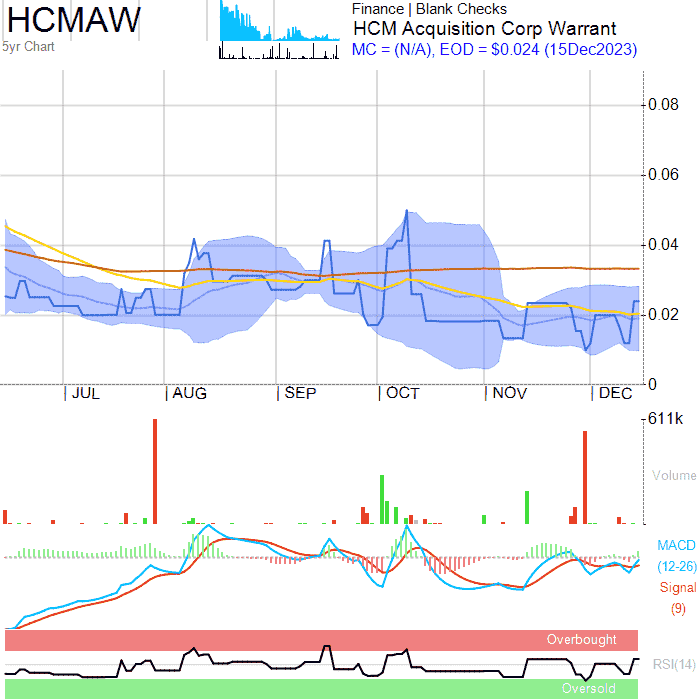 HCMAW
5yr Chart
Finance | Blank Checks
HCM Acquisition Corp Warrant
MC = (N/A), EOD = $0.024 (15Dec2023)
0.08
0.06
0.04
0.02
0
JUL
AUG
SEP
OCT
NOV
DEC
611k
Volume
MACD
(12-26)
Signal
(9)
Overbought
RSI(14)
Oversold